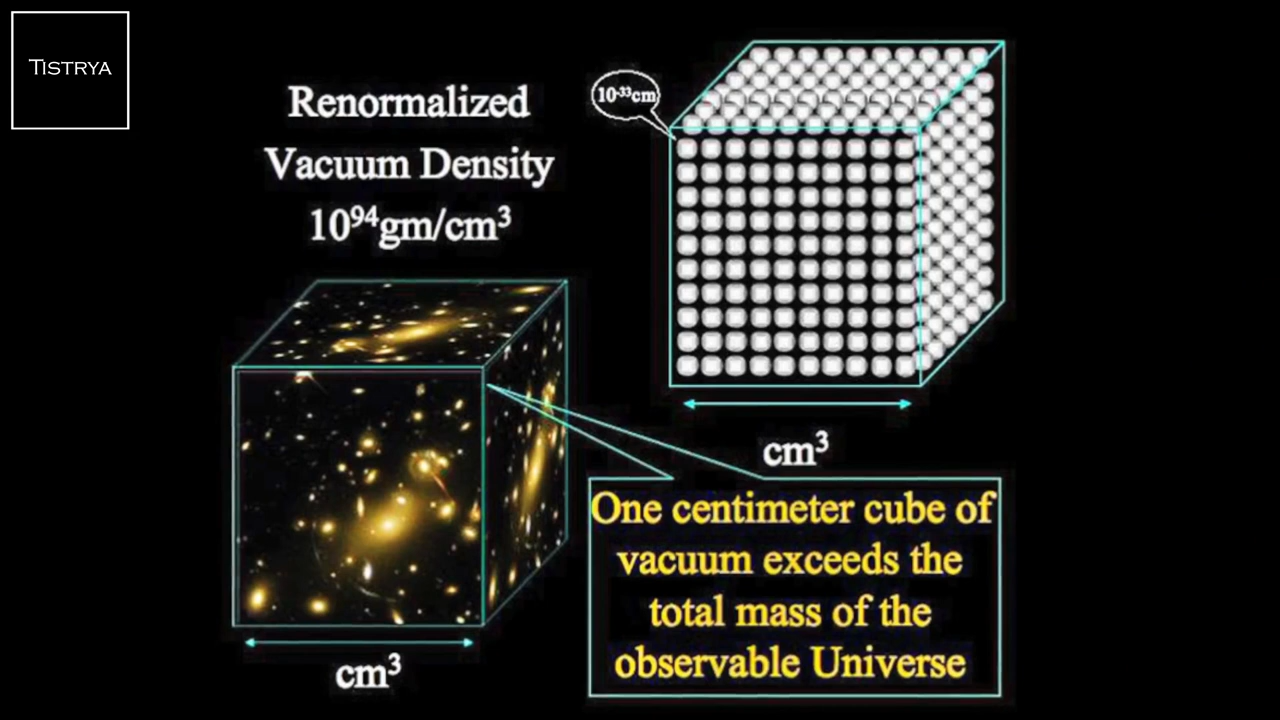 TISTRYA
Renormalized
Vacuum Density
10⁹⁴gm/cm³
10⁻³³cm
cm³
cm³
One centimeter cube of
vacuum exceeds the
total mass of the
observable Universe